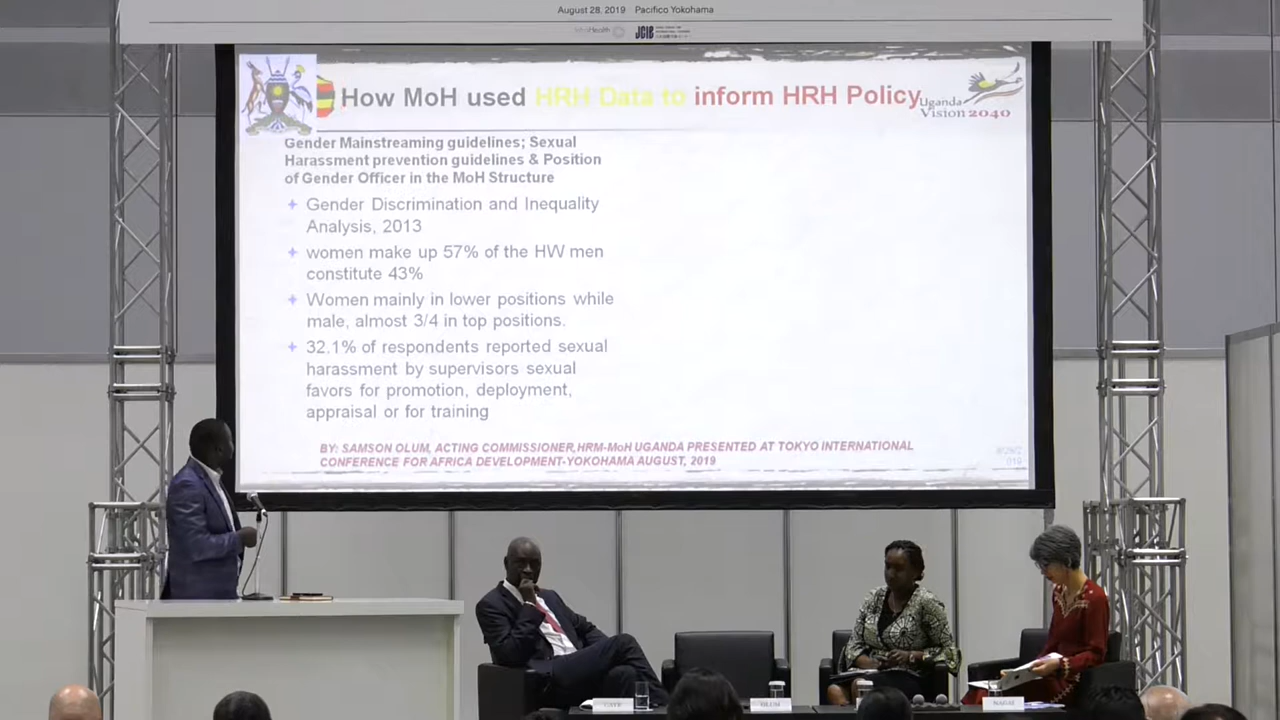 August 28, 2019 Pacifico Yokohama
IntraHealth JCIE
How MoH used HRH Data to inform HRH Policy
Uganda
Vision 2040
Gender Mainstreaming guidelines; Sexual
Harassment prevention guidelines & Position
of Gender Officer in the MoH Structure
Gender Discrimination and Inequality
Analysis, 2013
women make up 57% of the HW men
constitute 43%
Women mainly in lower positions while
male, almost 3/4 in top positions.
32.1% of respondents reported sexual
harassment by supervisors sexual
favors for promotion, deployment,
appraisal or for training
BY: SAMSON OLUM, ACTING COMMISSIONER,HRM-MoH UGANDA PRESENTED AT TOKYO INTERNATIONAL
CONFERENCE FOR AFRICA DEVELOPMENT-YOKOHAMA AUGUST, 2019
OLUM
NAGAI